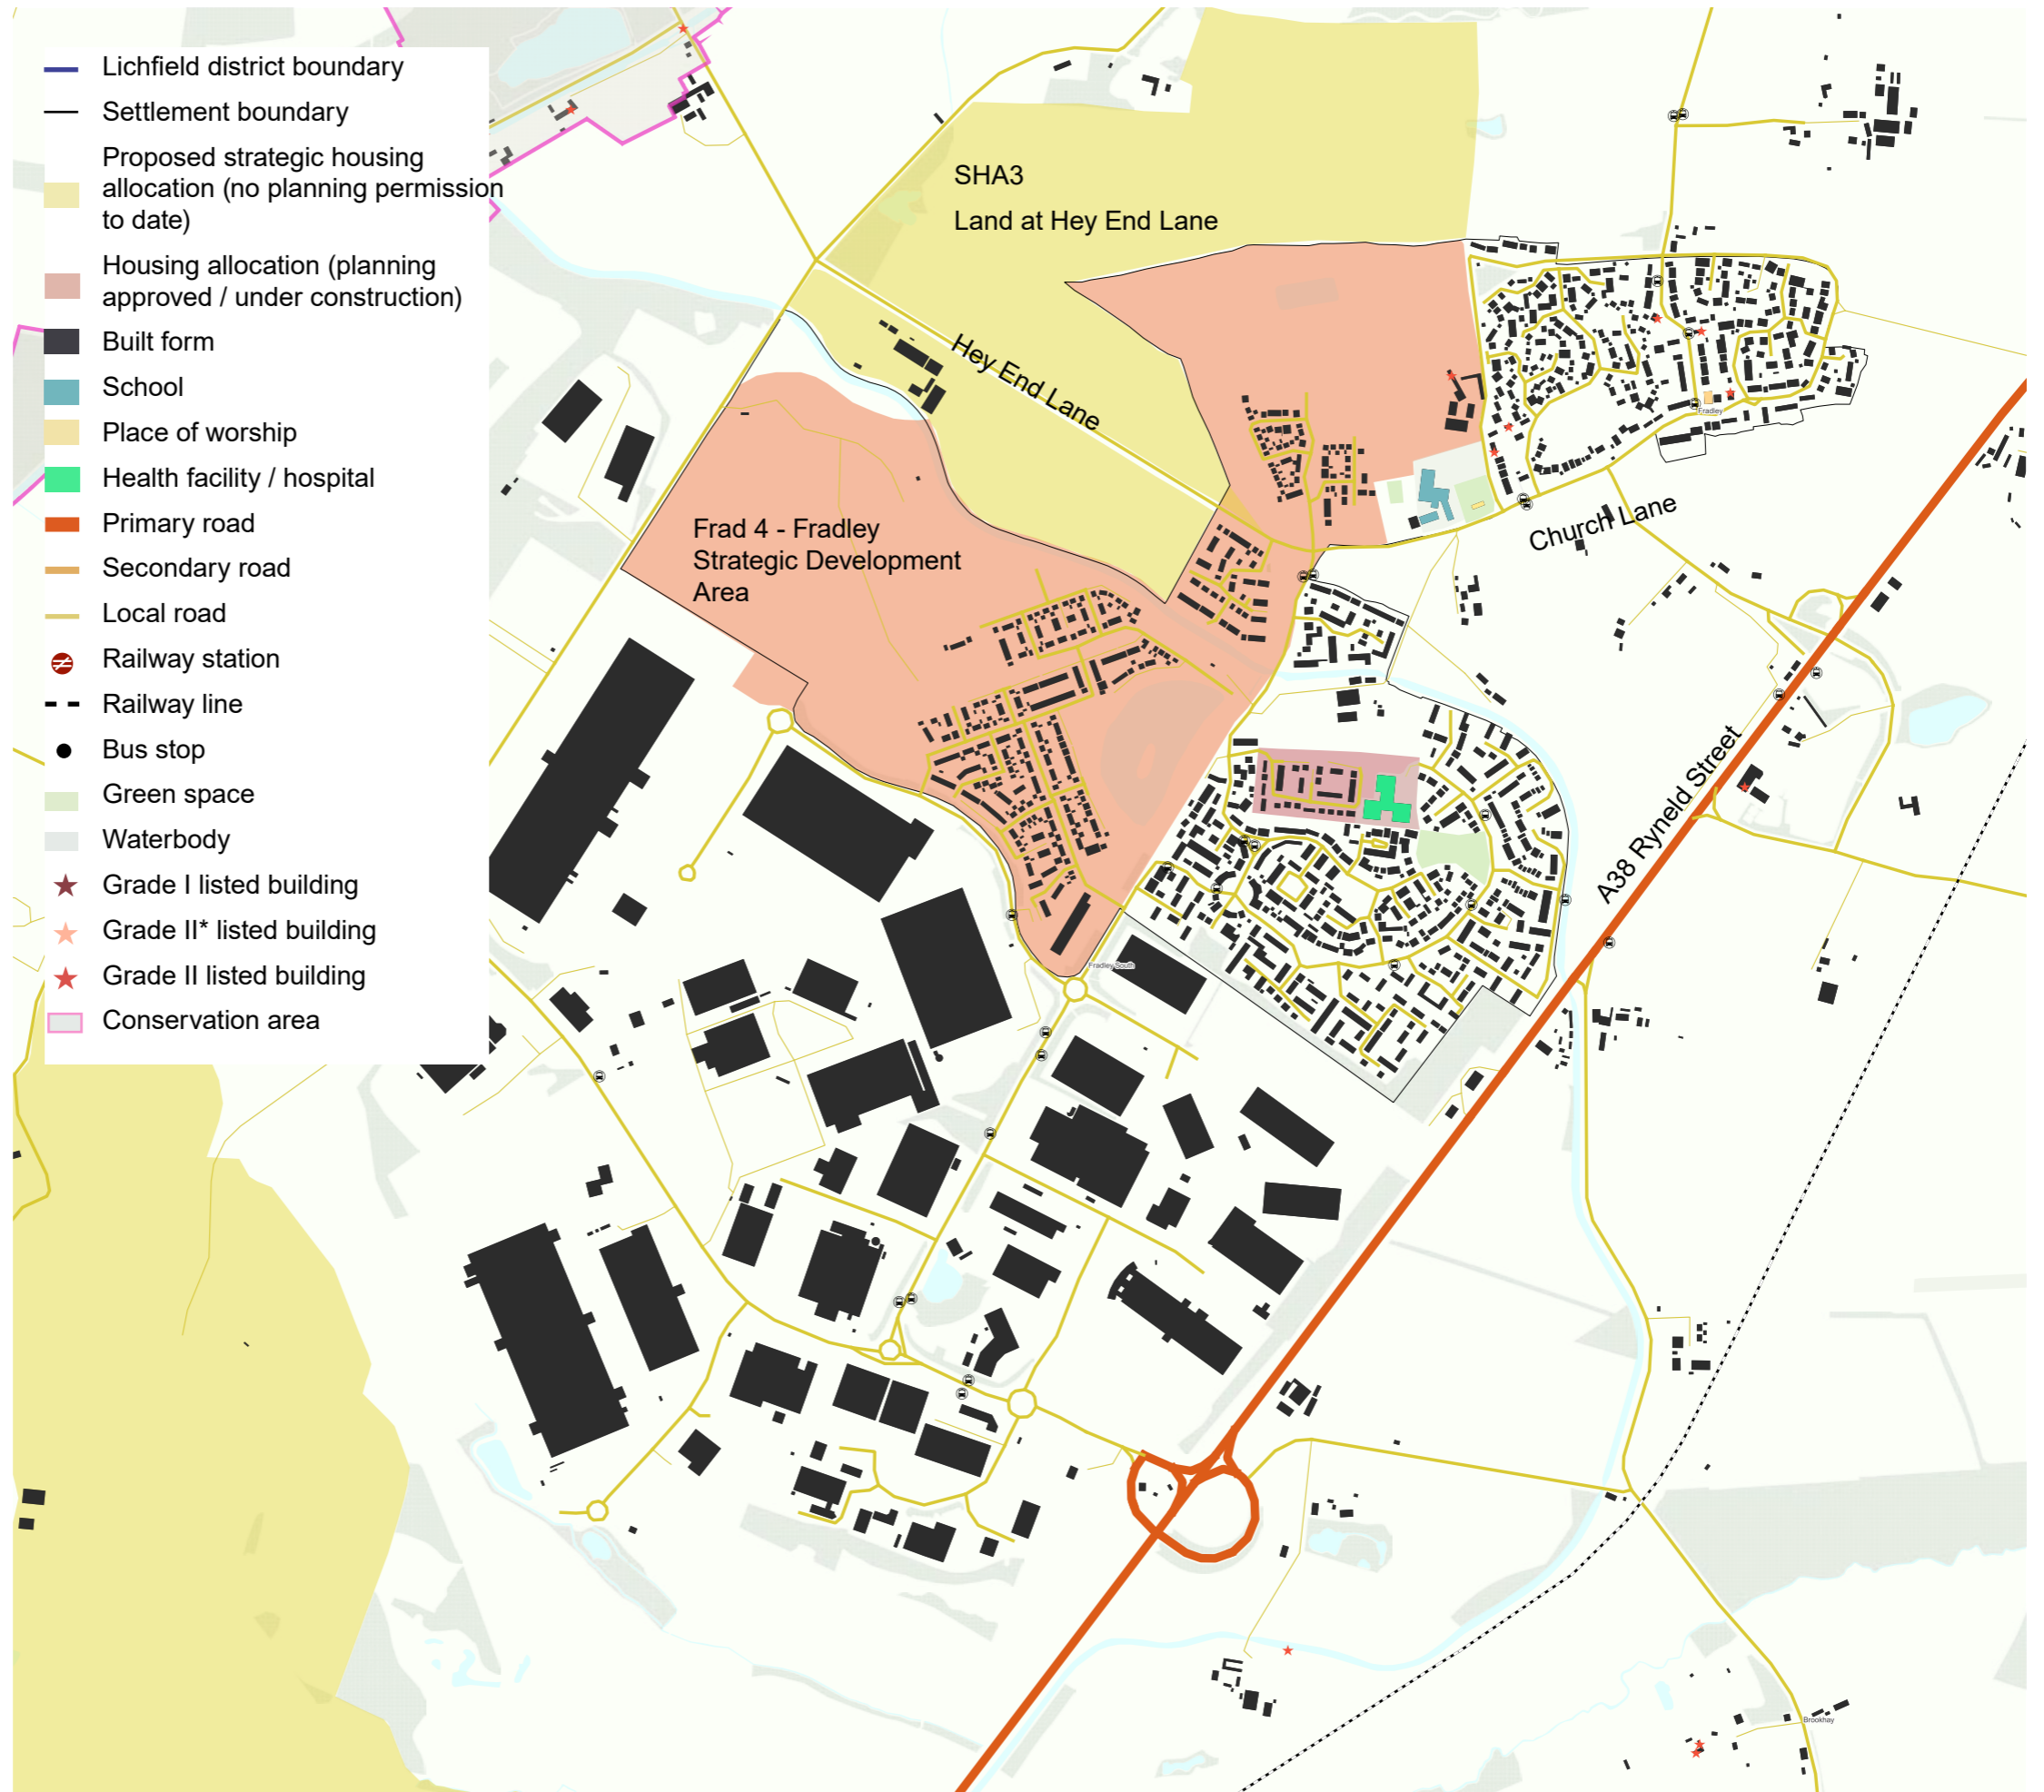 Lichfield district boundary
Settlement boundary
Proposed strategic housing
allocation (no planning permission
to date)
Housing allocation (planning
approved / under construction)
Built form
School
Place of worship
Health facility / hospital
Primary road
Secondary road
Local road
Railway station
Railway line
Bus stop
Green space
Waterbody
Grade I listed building
Grade II* listed building
Grade II listed building
Conservation area
SHA3
Land at Hey End Lane
Hey End Lane
Fradley
Church Lane
Frad 4 - Fradley
Strategic Development
Area
A38 Ryneld Street
Fradley South
Brookhay